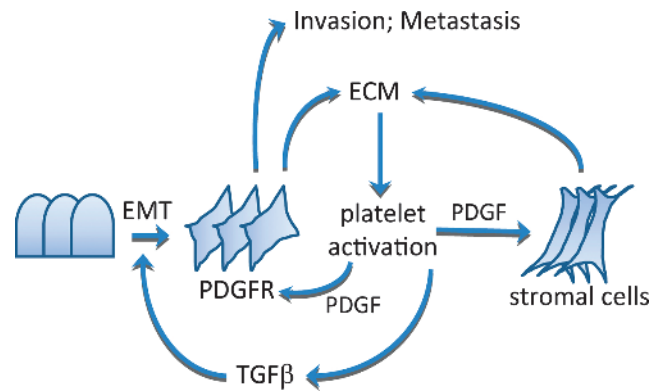 Invasion; Metastasis
ECM
EMT
platelet
activation
PDGF
PDGFR
PDGF
stromal cells
TGFβ